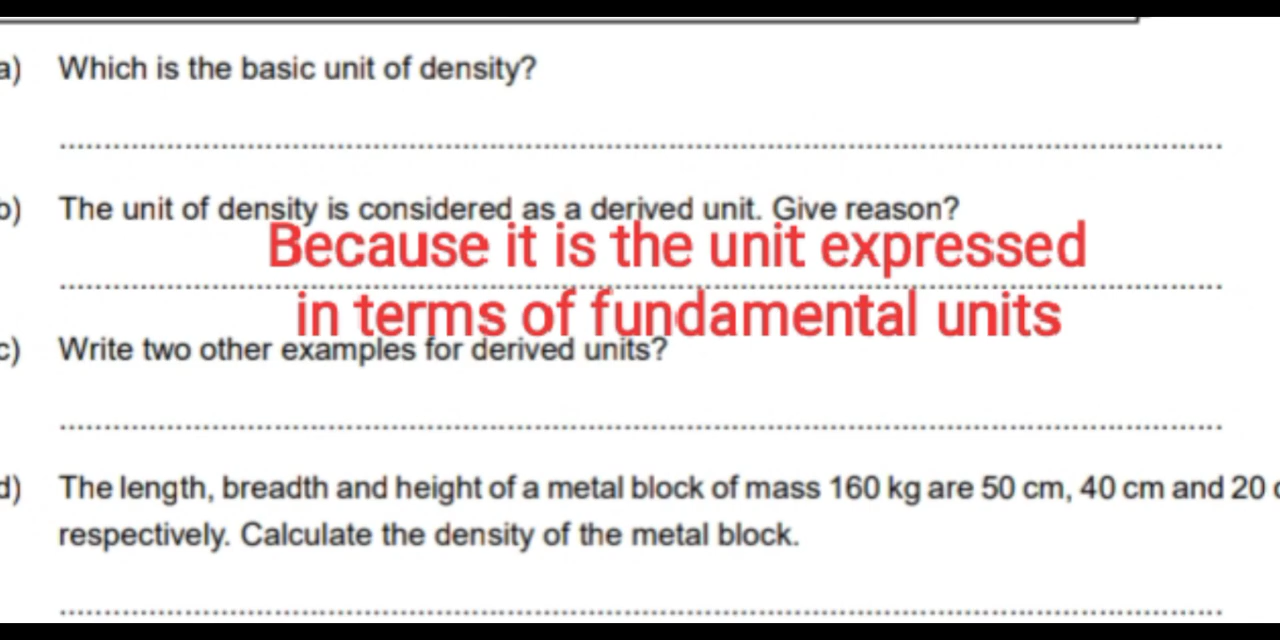 a) Which is the basic unit of density?
b) The unit of density is considered as a derived unit. Give reason?
Because it is the unit expressed
in terms of fundamental units
c) Write two other examples for derived units?
d) The length, breadth and height of a metal block of mass 160 kg are 50 cm, 40 cm and 20
respectively. Calculate the density of the metal block.